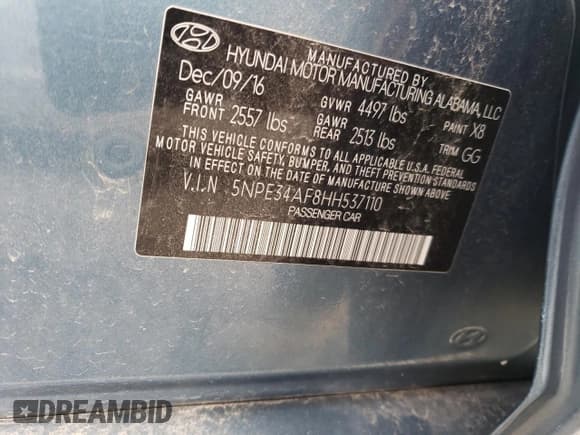 MANUFACTURED BY
HYUNDAI MOTOR MANUFACTURING ALABAMA, LLC
Dec/09/16
GAWR FRONT 2557 lbs
GVWR 4497 lbs
PAINT X8
GAWR REAR 2513 lbs
TRIM GG
THIS VEHICLE CONFORMS TO ALL APPLICABLE U.S.A. FEDERAL
MOTOR VEHICLE SAFETY, BUMPER, AND THEFT PREVENTION STANDARDS
IN EFFECT ON THE DATE OF MANUFACTURE SHOWN ABOVE
V.I.N 5NPE34AF8HH537110
PASSENGER CAR
DREAMBID